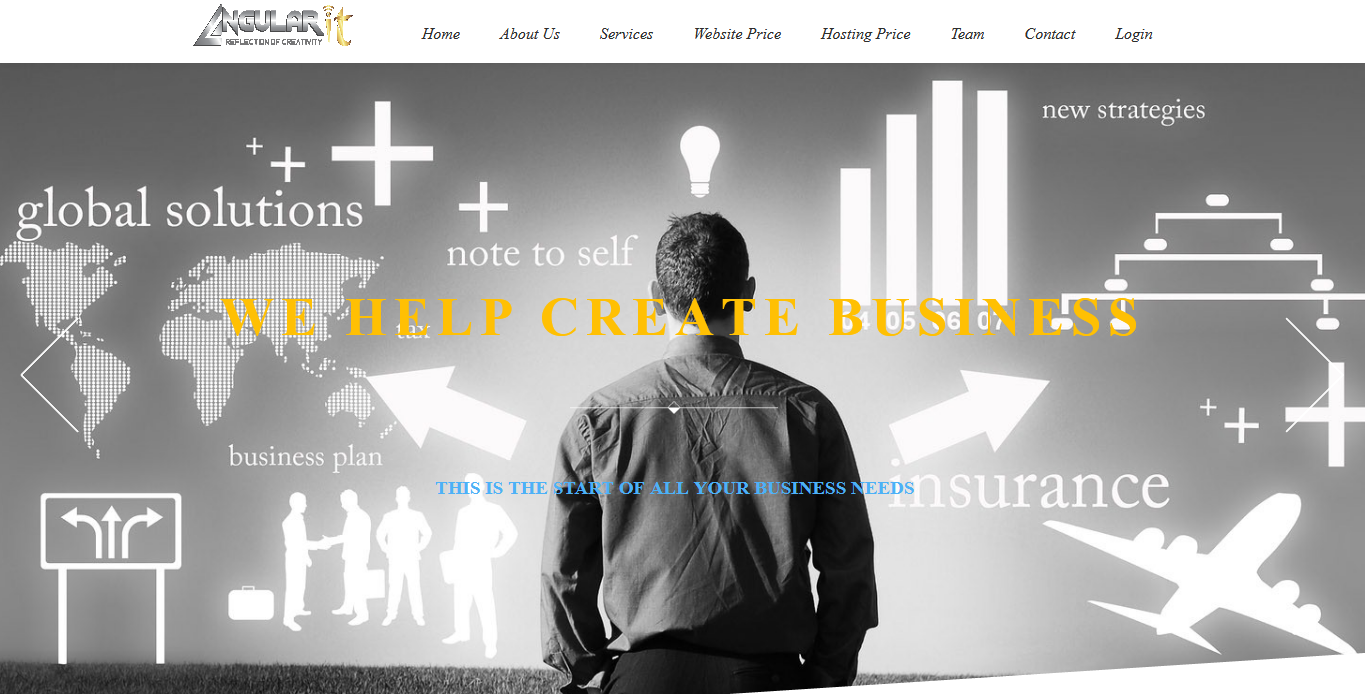 ANGULAR it
REFLECTION OF CREATIVITY
Home About Us Services Website Price Hosting Price Team Contact Login
new strategies
global solutions
note to self
WE HELP CREATE BUSINESS
04 05 06 07
tax
business plan
THIS IS THE START OF ALL YOUR BUSINESS NEEDS
insurance